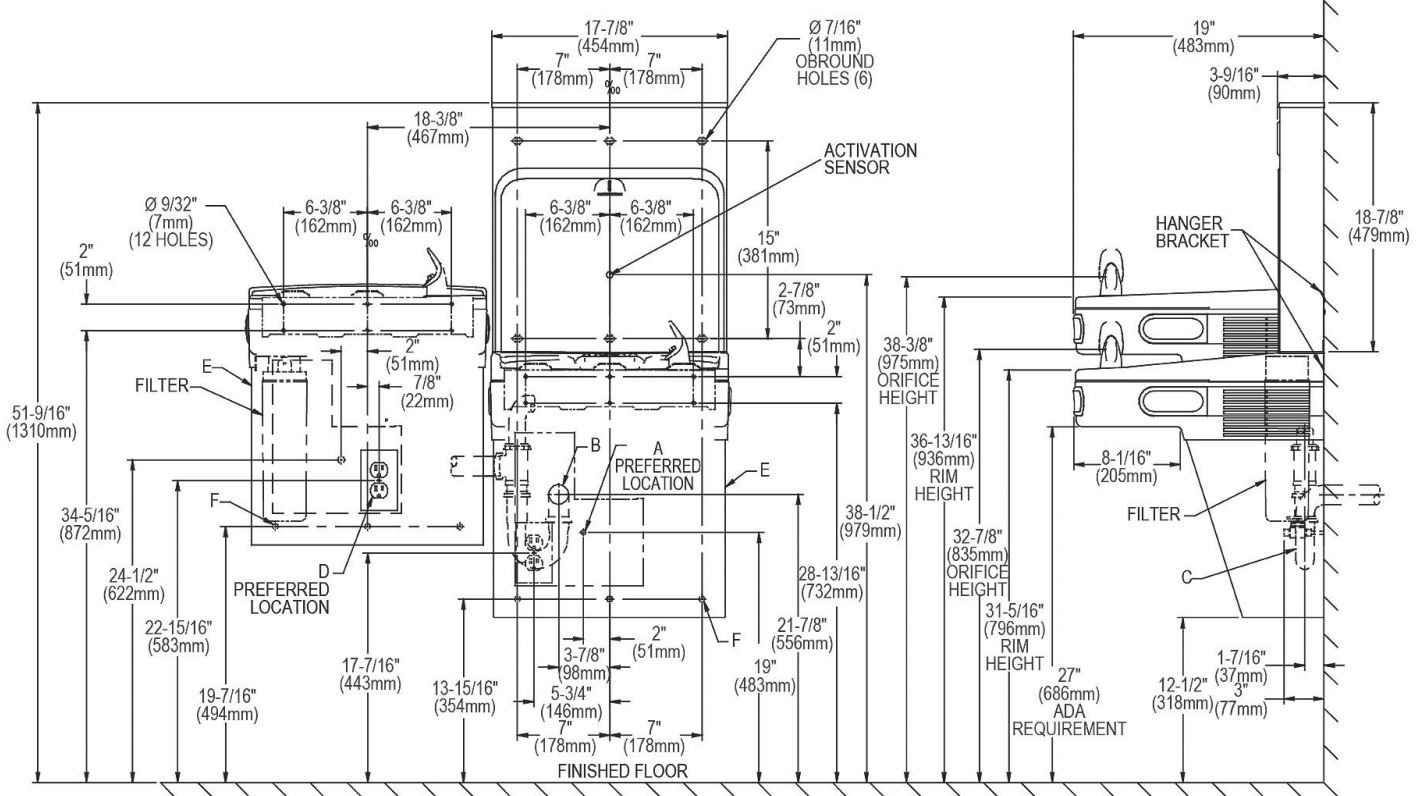 17-7/8"
(454mm)
7"
(178mm)
7"
(178mm)
%
Ø 7/16"
(11mm)
OBROUND
HOLES (6)
19"
(483mm)
3-9/16"
(90mm)
18-3/8"
(467mm)
ACTIVATION
SENSOR
Ø 9/32"
(7mm)
(12 HOLES)
6-3/8"
(162mm)
6-3/8"
(162mm)
%
6-3/8"
(162mm)
6-3/8"
(162mm)
15"
(381mm)
HANGER
BRACKET
18-7/8"
(479mm)
2"
(51mm)
2-7/8"
(73mm)
2"
(51mm)
38-3/8"
(975mm)
ORIFICE
HEIGHT
E
FILTER
2"
(51mm)
7/8"
(22mm)
51-9/16"
(1310mm)
36-13/16"
(936mm)
RIM
HEIGHT
8-1/16"
(205mm)
B
A
PREFERRED
LOCATION
E
F
34-5/16"
(872mm)
38-1/2"
(979mm)
FILTER
32-7/8"
(835mm)
ORIFICE
HEIGHT
24-1/2"
(622mm)
D
PREFERRED
LOCATION
28-13/16"
(732mm)
C
31-5/16"
(796mm)
RIM
HEIGHT
22-15/16"
(583mm)
21-7/8"
(556mm)
F
2"
(51mm)
3-7/8"
(98mm)
17-7/16"
(443mm)
13-15/16"
(354mm)
19"
(483mm)
19-7/16"
(494mm)
5-3/4"
(146mm)
27"
(686mm)
ADA
REQUIREMENT
12-1/2"
(318mm)
1-7/16"
(37mm)
3"
(77mm)
7"
(178mm)
7"
(178mm)
FINISHED FLOOR